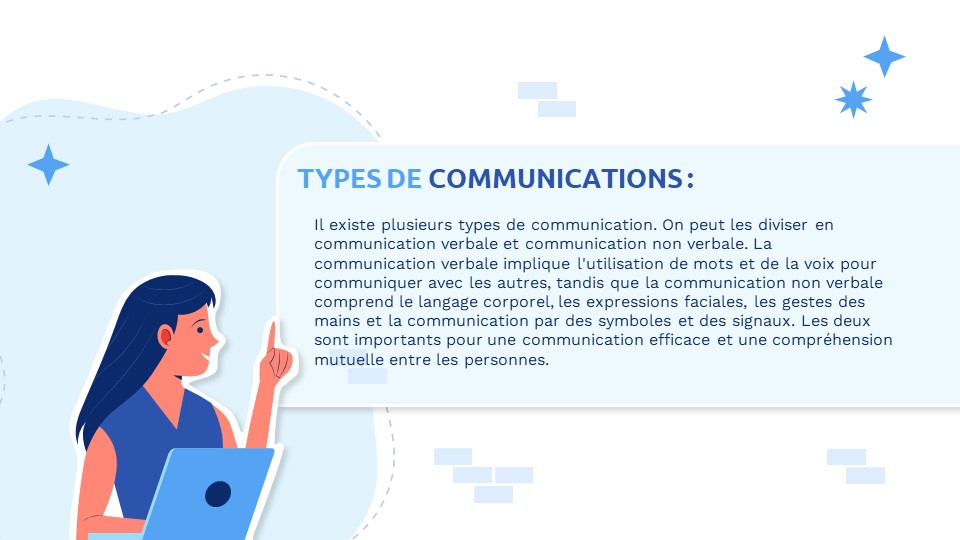 TYPES DE COMMUNICATIONS :
Il existe plusieurs types de communication. On peut les diviser en
communication verbale et communication non verbale. La
communication verbale implique l'utilisation de mots et de la voix pour
communiquer avec les autres, tandis que la communication non verbale
comprend le langage corporel, les expressions faciales, les gestes des
mains et la communication par des symboles et des signaux. Les deux
sont importants pour une communication efficace et une compréhension
mutuelle entre les personnes.